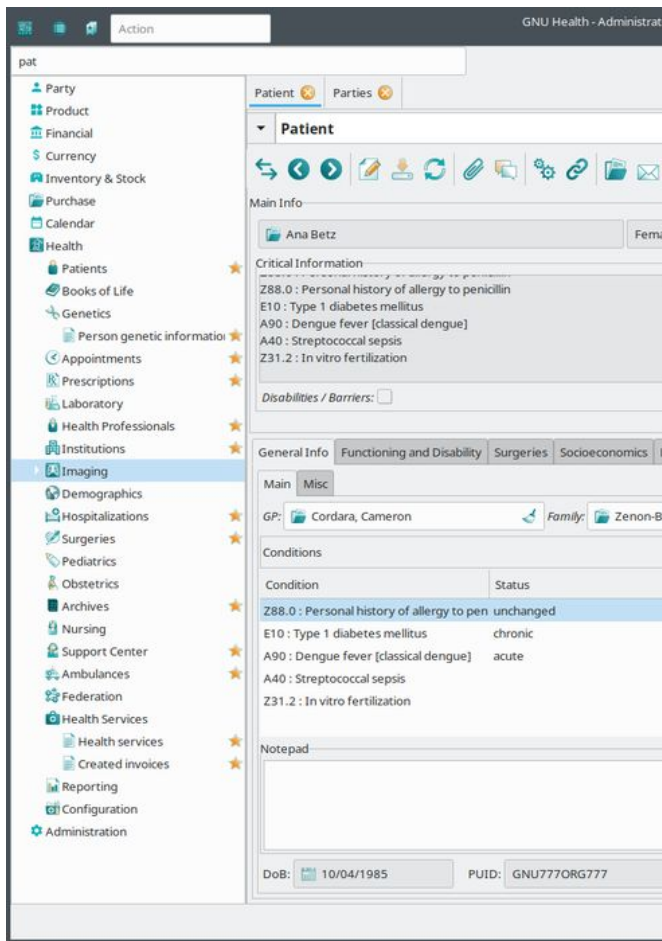 Action
GNU Health - Administrat
pat
Party
Product
Financial
Currency
Inventory & Stock
Purchase
Calendar
Health
Patients
Books of Life
Genetics
Person genetic informatio
Appointments
Prescriptions
Laboratory
Health Professionals
Institutions
Imaging
Demographics
Hospitalizations
Surgeries
Pediatrics
Obstetrics
Archives
Nursing
Support Center
Ambulances
Federation
Health Services
Health services
Created invoices
Reporting
Configuration
Administration
Patient Parties
Patient
Main Info
Ana Betz Fema
Critical Information
Z88.0 : Personal history of allergy to penicillin
E10 : Type 1 diabetes mellitus
A90 : Dengue fever [classical dengue]
A40 : Streptococcal sepsis
Z31.2 : In vitro fertilization
Disabilities / Barriers:
General Info Functioning and Disability Surgeries Socioeconomics
Main Misc
GP: Cordara, Cameron Family: Zenon-B
Conditions
Condition Status
Z88.0 : Personal history of allergy to pen unchanged
E10 : Type 1 diabetes mellitus chronic
A90 : Dengue fever [classical dengue] acute
A40 : Streptococcal sepsis
Z31.2 : In vitro fertilization
Notepad
DoB: 10/04/1985 PUID: GNU777ORG777